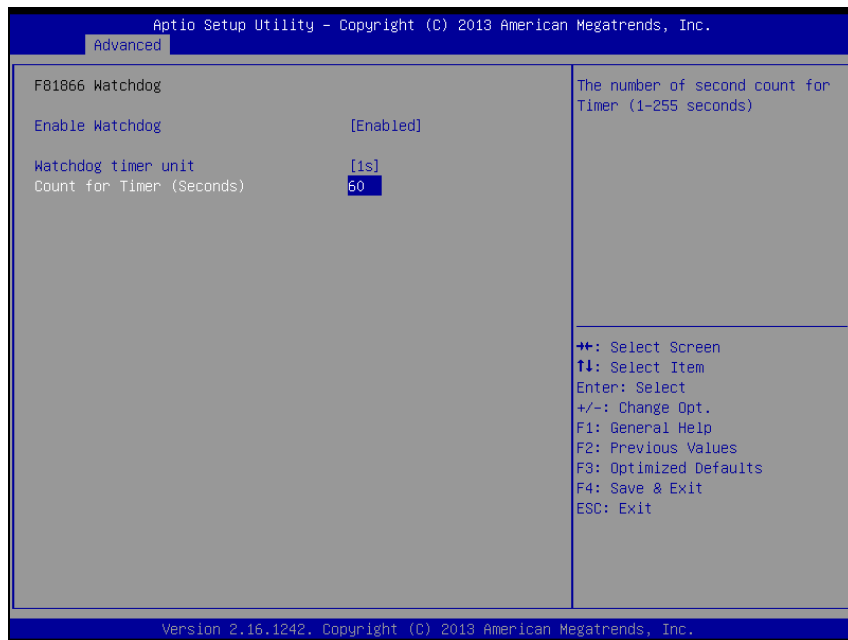 Aptio Setup Utility – Copyright (C) 2013 American Megatrends, Inc.
Advanced
F81866 Watchdog
Enable Watchdog [Enabled]
Watchdog timer unit [1s]
Count for Timer (Seconds) 60
The number of second count for
Timer (1-255 seconds)
→←: Select Screen
↑↓: Select Item
Enter: Select
+/-: Change Opt.
F1: General Help
F2: Previous Values
F3: Optimized Defaults
F4: Save & Exit
ESC: Exit
Version 2.16.1242. Copyright (C) 2013 American Megatrends, Inc.